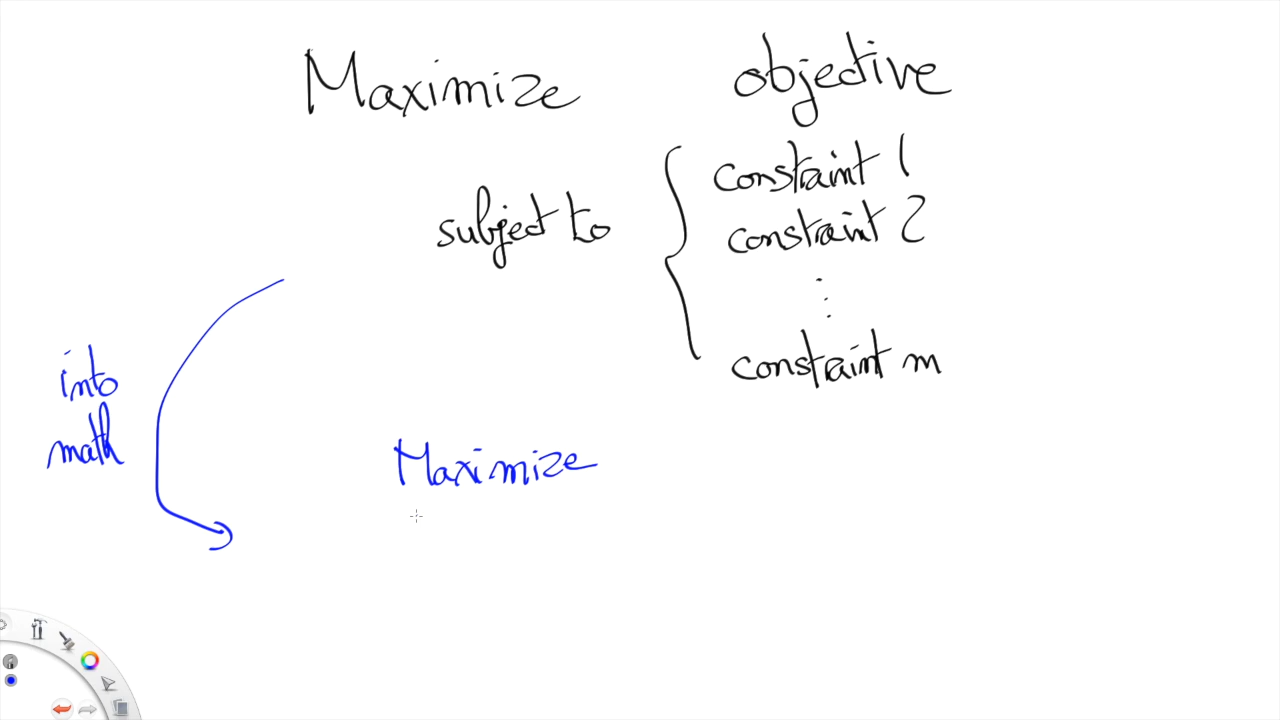 Maximize objective
subject to
constraint 1
constraint 2
⋮
constraint m
into
math
Maximize